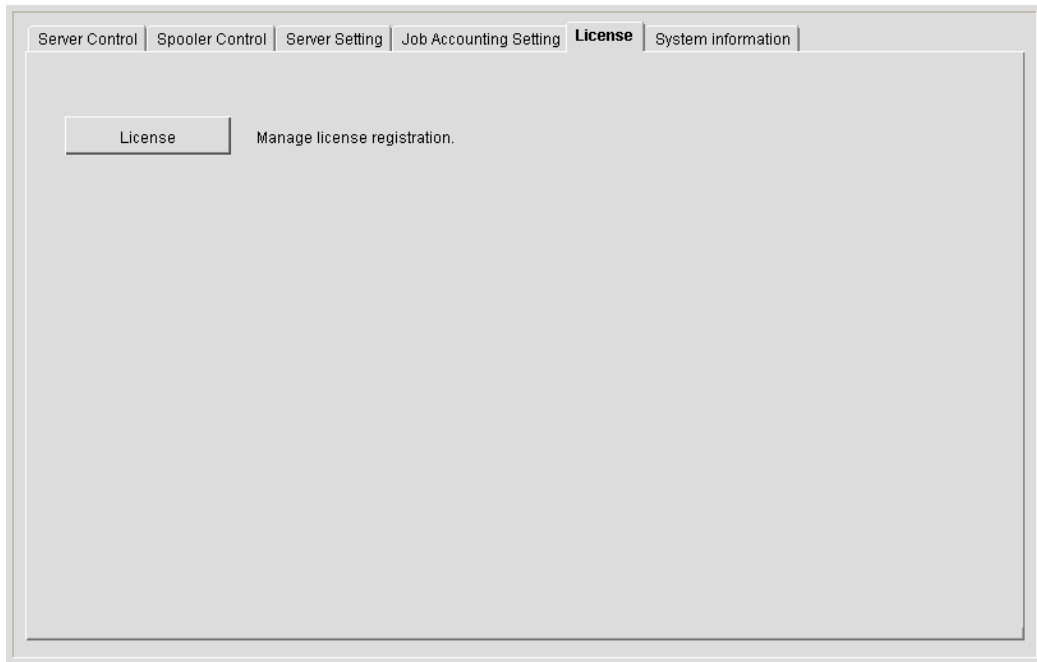 Server Control Spooler Control Server Setting Job Accounting Setting License System information
License Manage license registration.